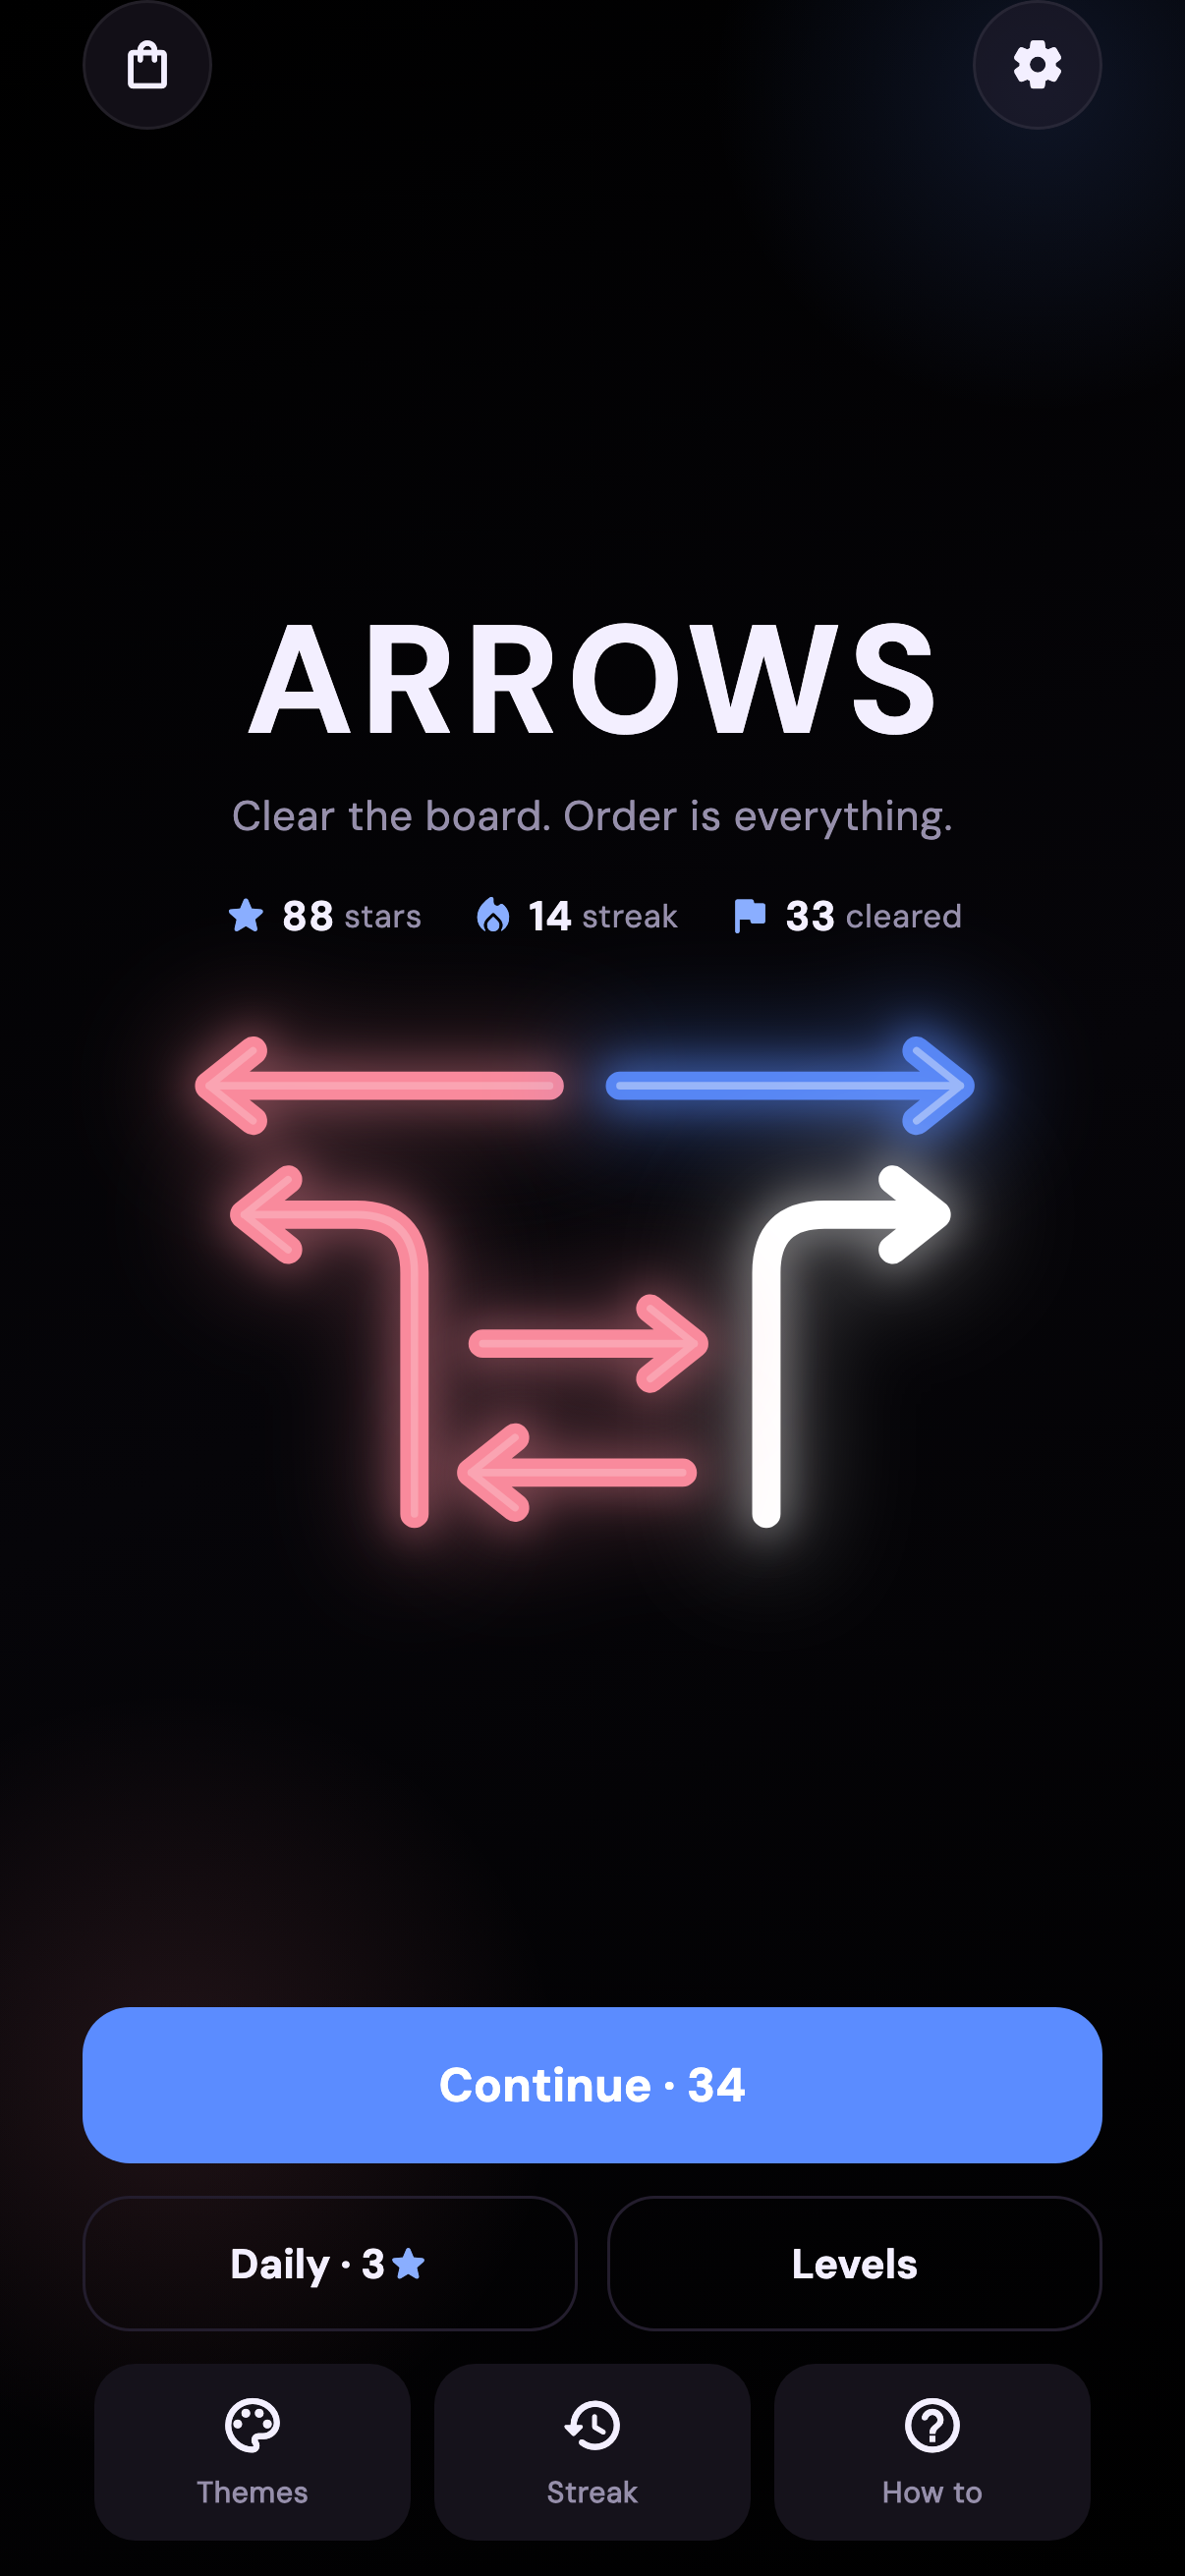 ARROWS
Clear the board. Order is everything.
88 stars 14 streak 33 cleared
Continue · 34
Daily · 3
Levels
Themes
Streak
How to